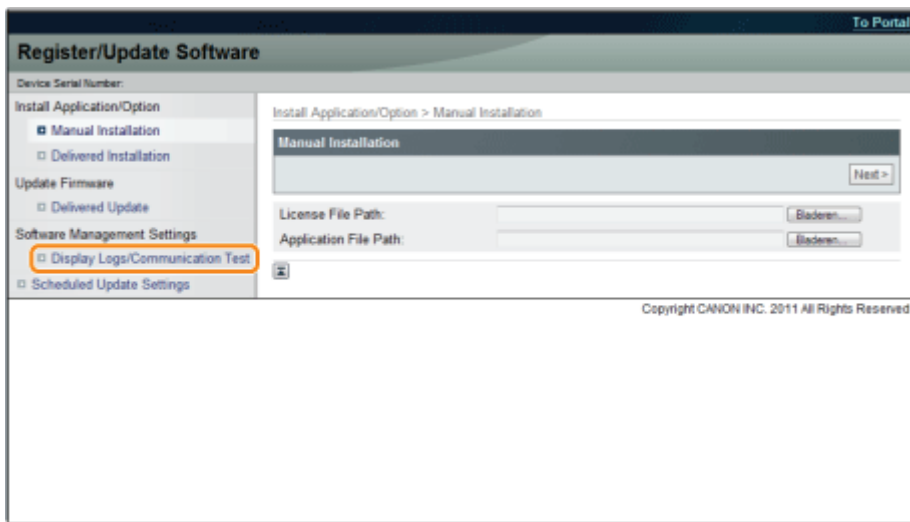 To Portal
Register/Update Software
Device Serial Number:
Install Application/Option
Manual Installation
Delivered Installation
Update Firmware
Delivered Update
Software Management Settings
Display Logs/Communication Test
Scheduled Update Settings
Install Application/Option > Manual Installation
Manual Installation
Next >
License File Path:
Bladeren...
Application File Path:
Bladeren...
Copyright CANON INC. 2011 All Rights Reserved